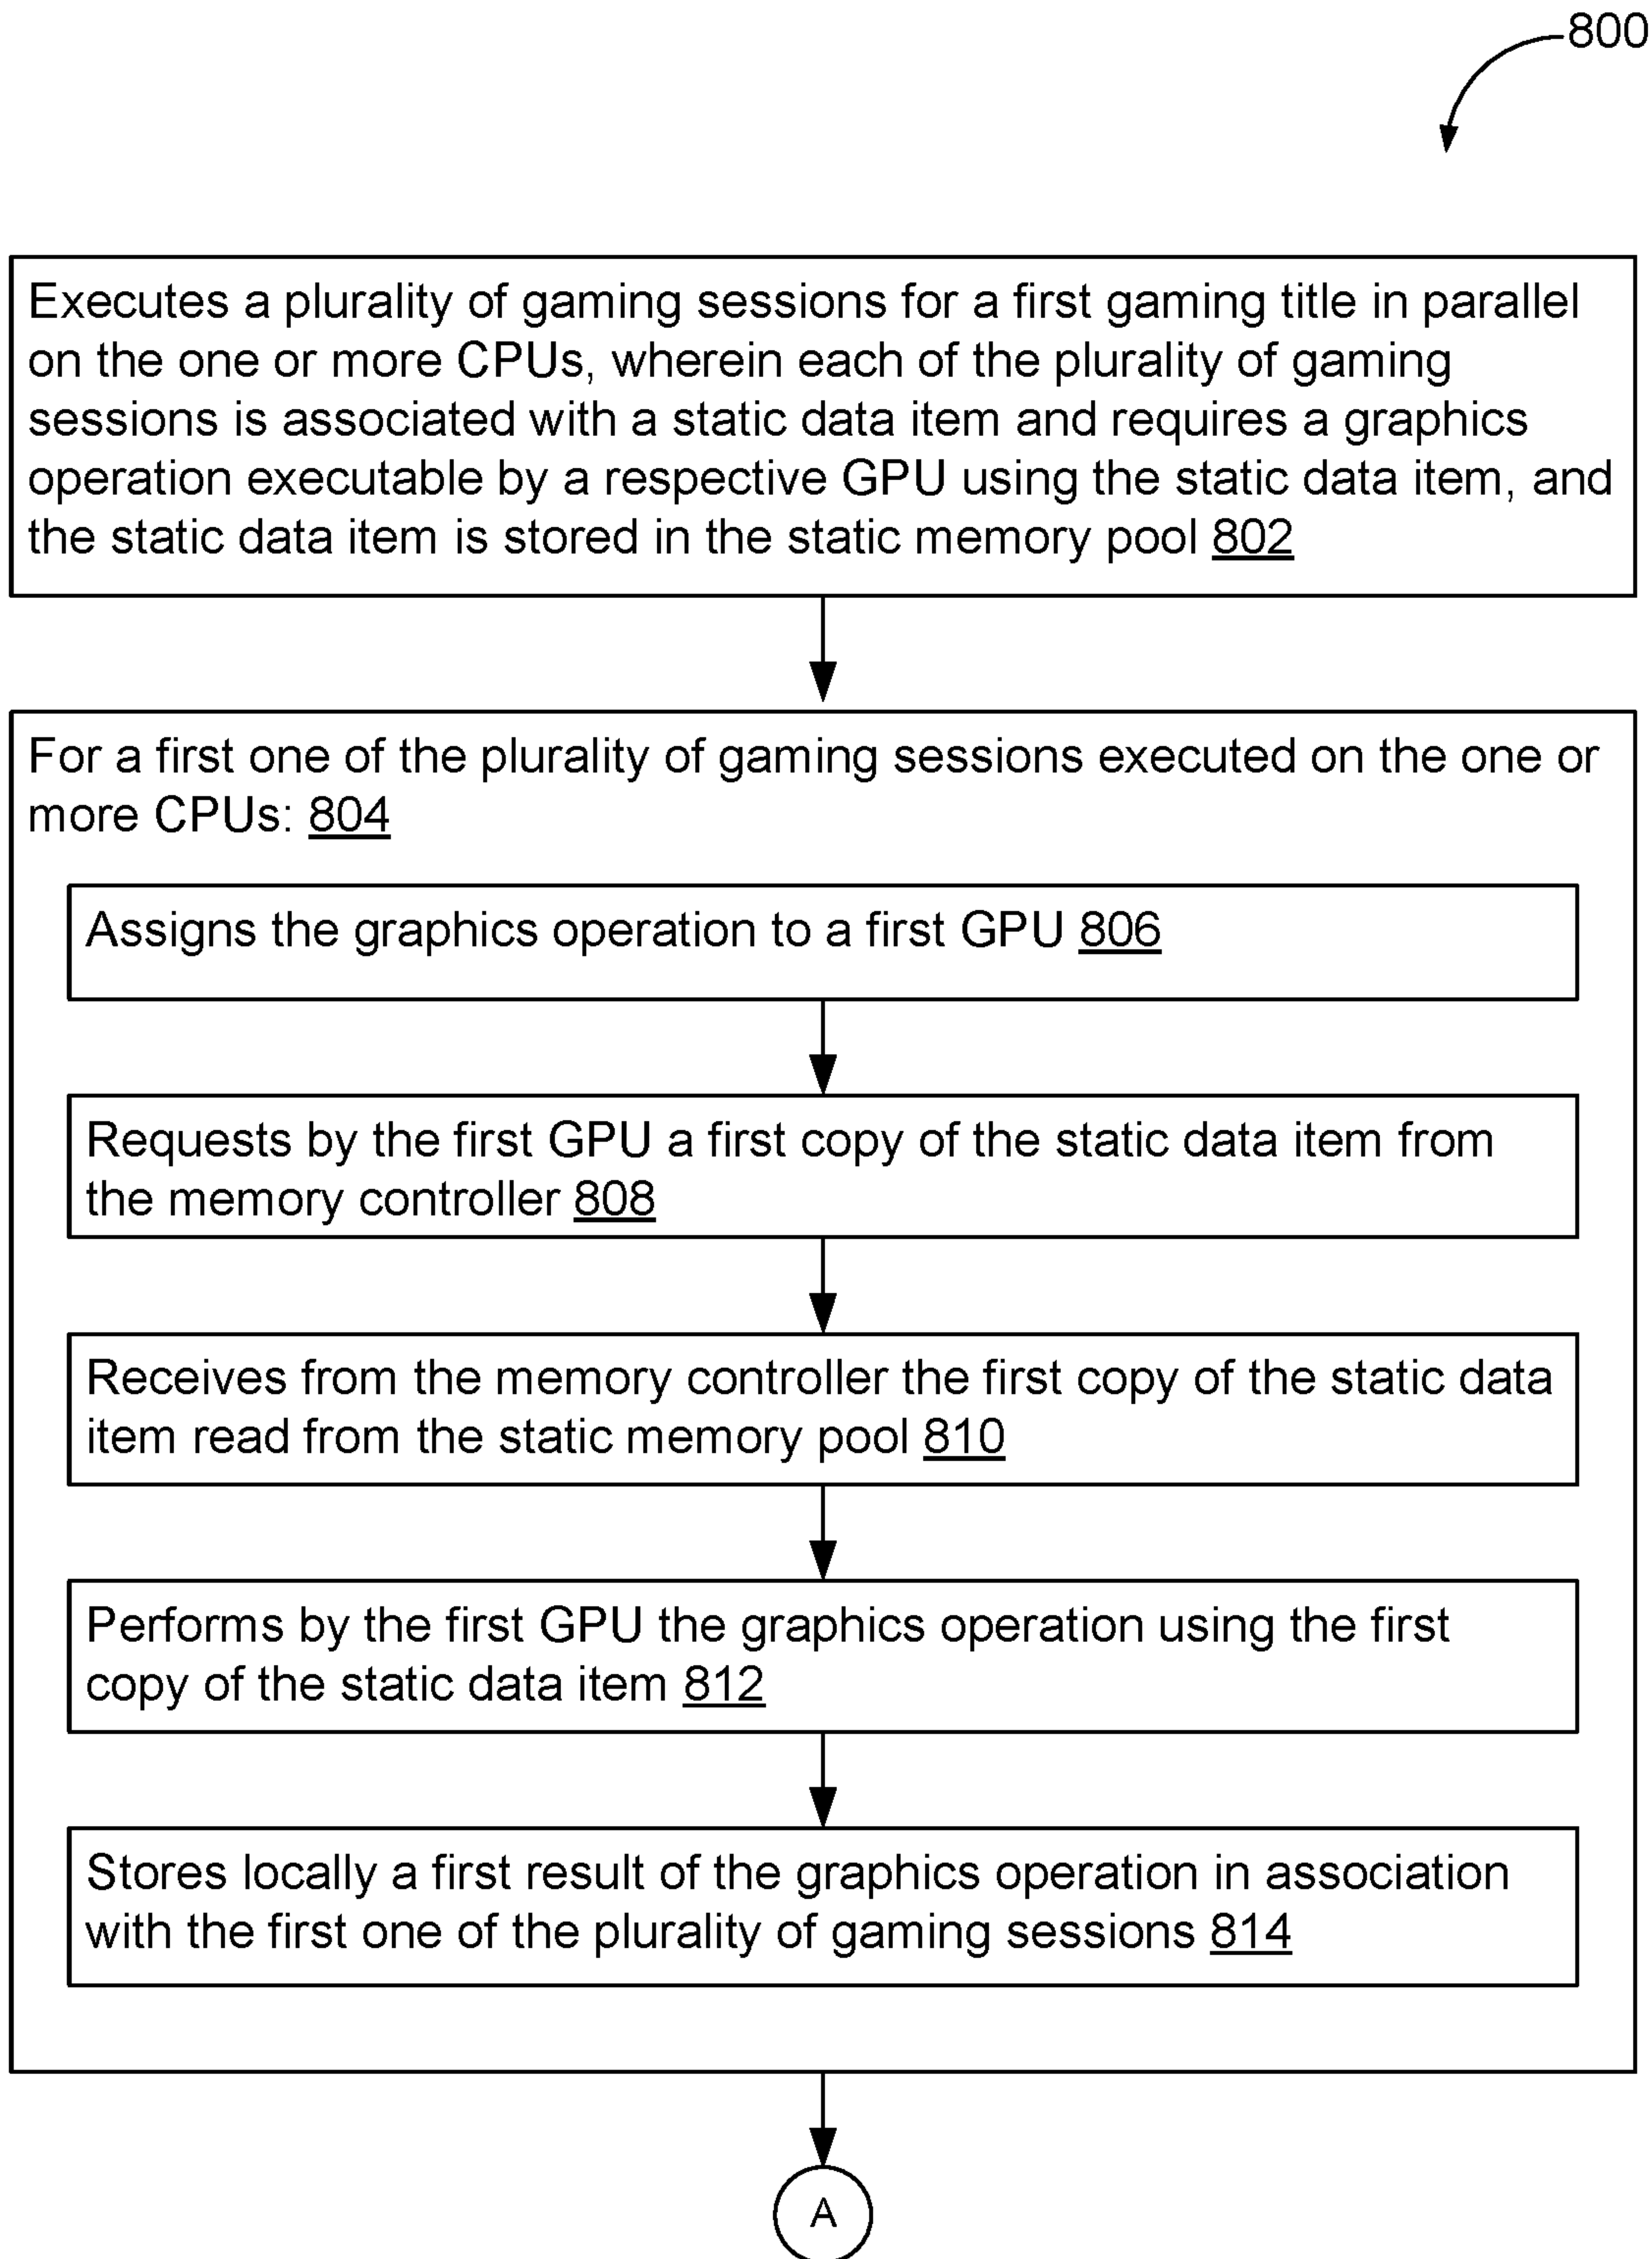 800
Executes a plurality of gaming sessions for a first gaming title in parallel
on the one or more CPUs, wherein each of the plurality of gaming
sessions is associated with a static data item and requires a graphics
operation executable by a respective GPU using the static data item, and
the static data item is stored in the static memory pool 802
For a first one of the plurality of gaming sessions executed on the one or
more CPUs: 804
Assigns the graphics operation to a first GPU 806
Requests by the first GPU a first copy of the static data item from
the memory controller 808
Receives from the memory controller the first copy of the static data
item read from the static memory pool 810
Performs by the first GPU the graphics operation using the first
copy of the static data item 812
Stores locally a first result of the graphics operation in association
with the first one of the plurality of gaming sessions 814
A